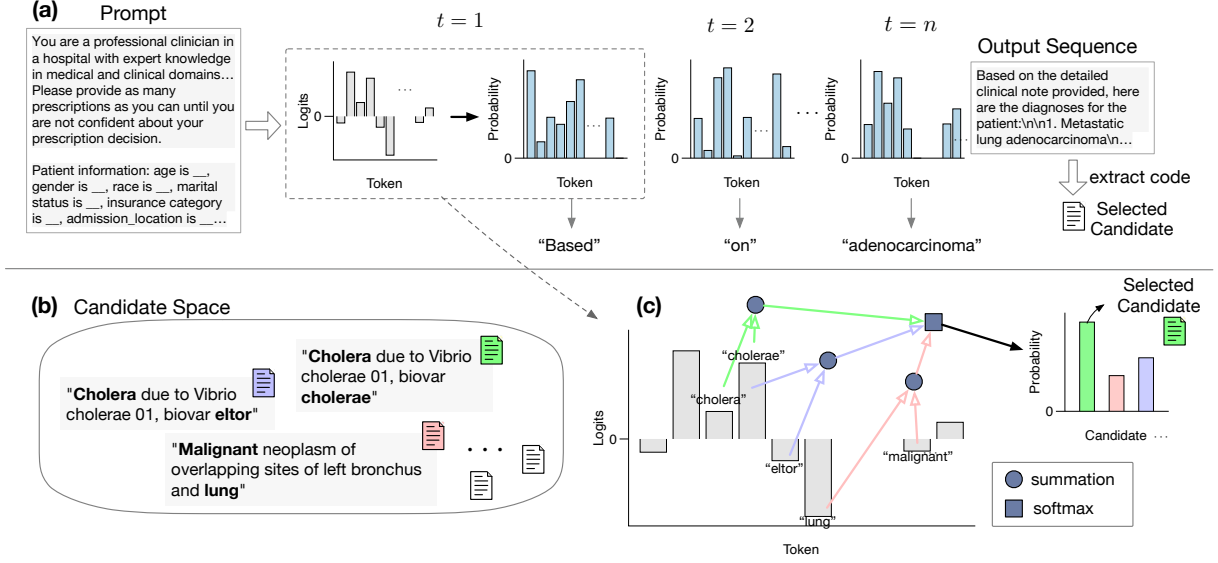 (a)
Prompt
You are a professional clinician in
a hospital with expert knowledge
in medical and clinical domains…
Please provide as many
prescriptions as you can until you
are not confident about your
prescription decision.
Patient information: age is __,
gender is __, race is __, marital
status is __, insurance category
is __, admission_location is __…
t = 1
Logits
0
...
Token
Probability
0
...
Token
"Based"
t = 2
Probability
0
...
Token
"on"
...
t = n
Probability
0
...
Token
"adenocarcinoma"
Output Sequence
Based on the detailed
clinical note provided, here
are the diagnoses for the
patient:\n\n1. Metastatic
lung adenocarcinoma\n…
extract code
Selected
Candidate
(b)
Candidate Space
"Cholera due to Vibrio
cholerae 01, biovar
cholerae"
"Cholera due to Vibrio
cholerae 01, biovar eltor"
"Malignant neoplasm of
overlapping sites of left bronchus
and lung"
...
(c)
Logits
0
"cholerae"
"cholera"
"eltor"
"lung"
"malignant"
Token
Selected
Candidate
Probability
0
Candidate ...
summation
softmax